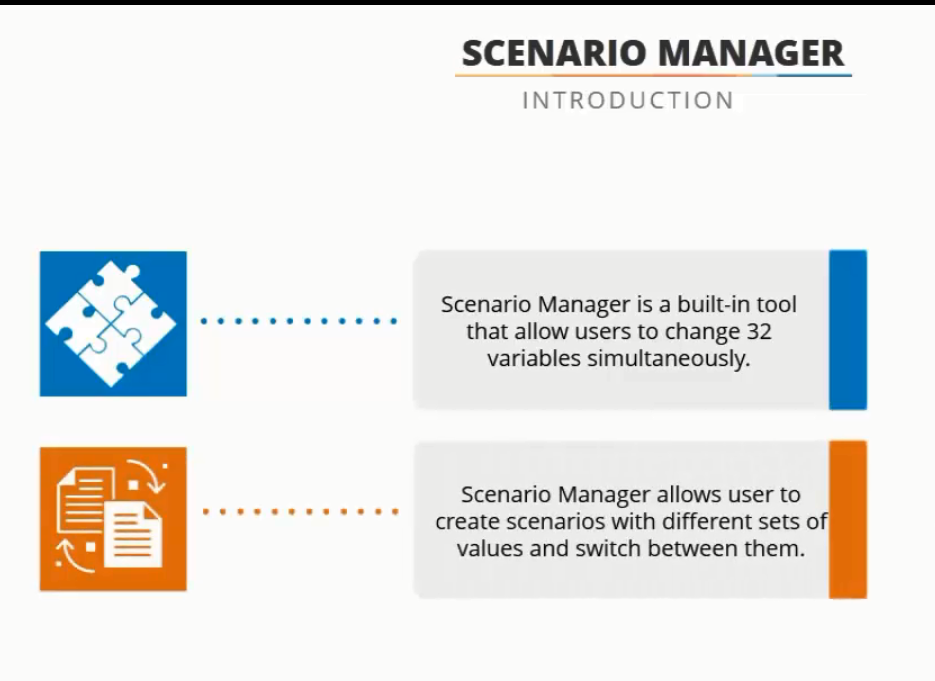 SCENARIO MANAGER
INTRODUCTION
Scenario Manager is a built-in tool
that allow users to change 32
variables simultaneously.
Scenario Manager allows user to
create scenarios with different sets of
values and switch between them.